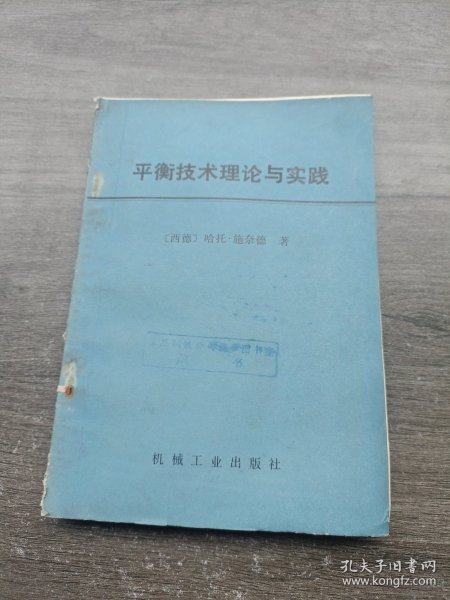 平衡技术理论与实践
〔西德〕哈托·施奈德 著
机械工业出版社
孔夫子旧书网
www.kongfz.com